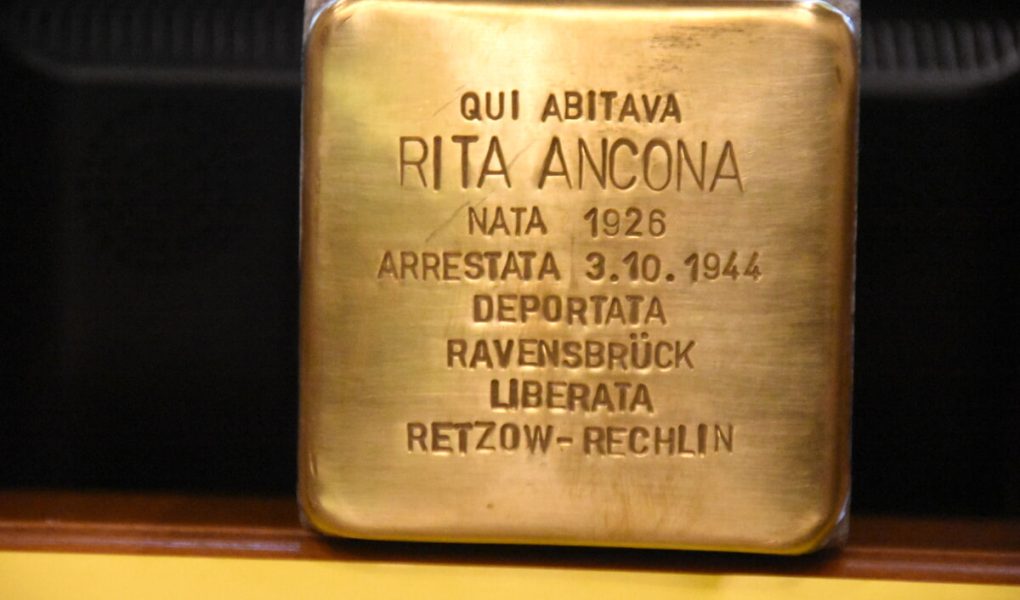 QUI ABITAVA
RITA ANCONA
NATA 1926
ARRESTATA 3.10.1944
DEPORTATA
RAVENSBRÜCK
LIBERATA
RETZOW-RECHLIN